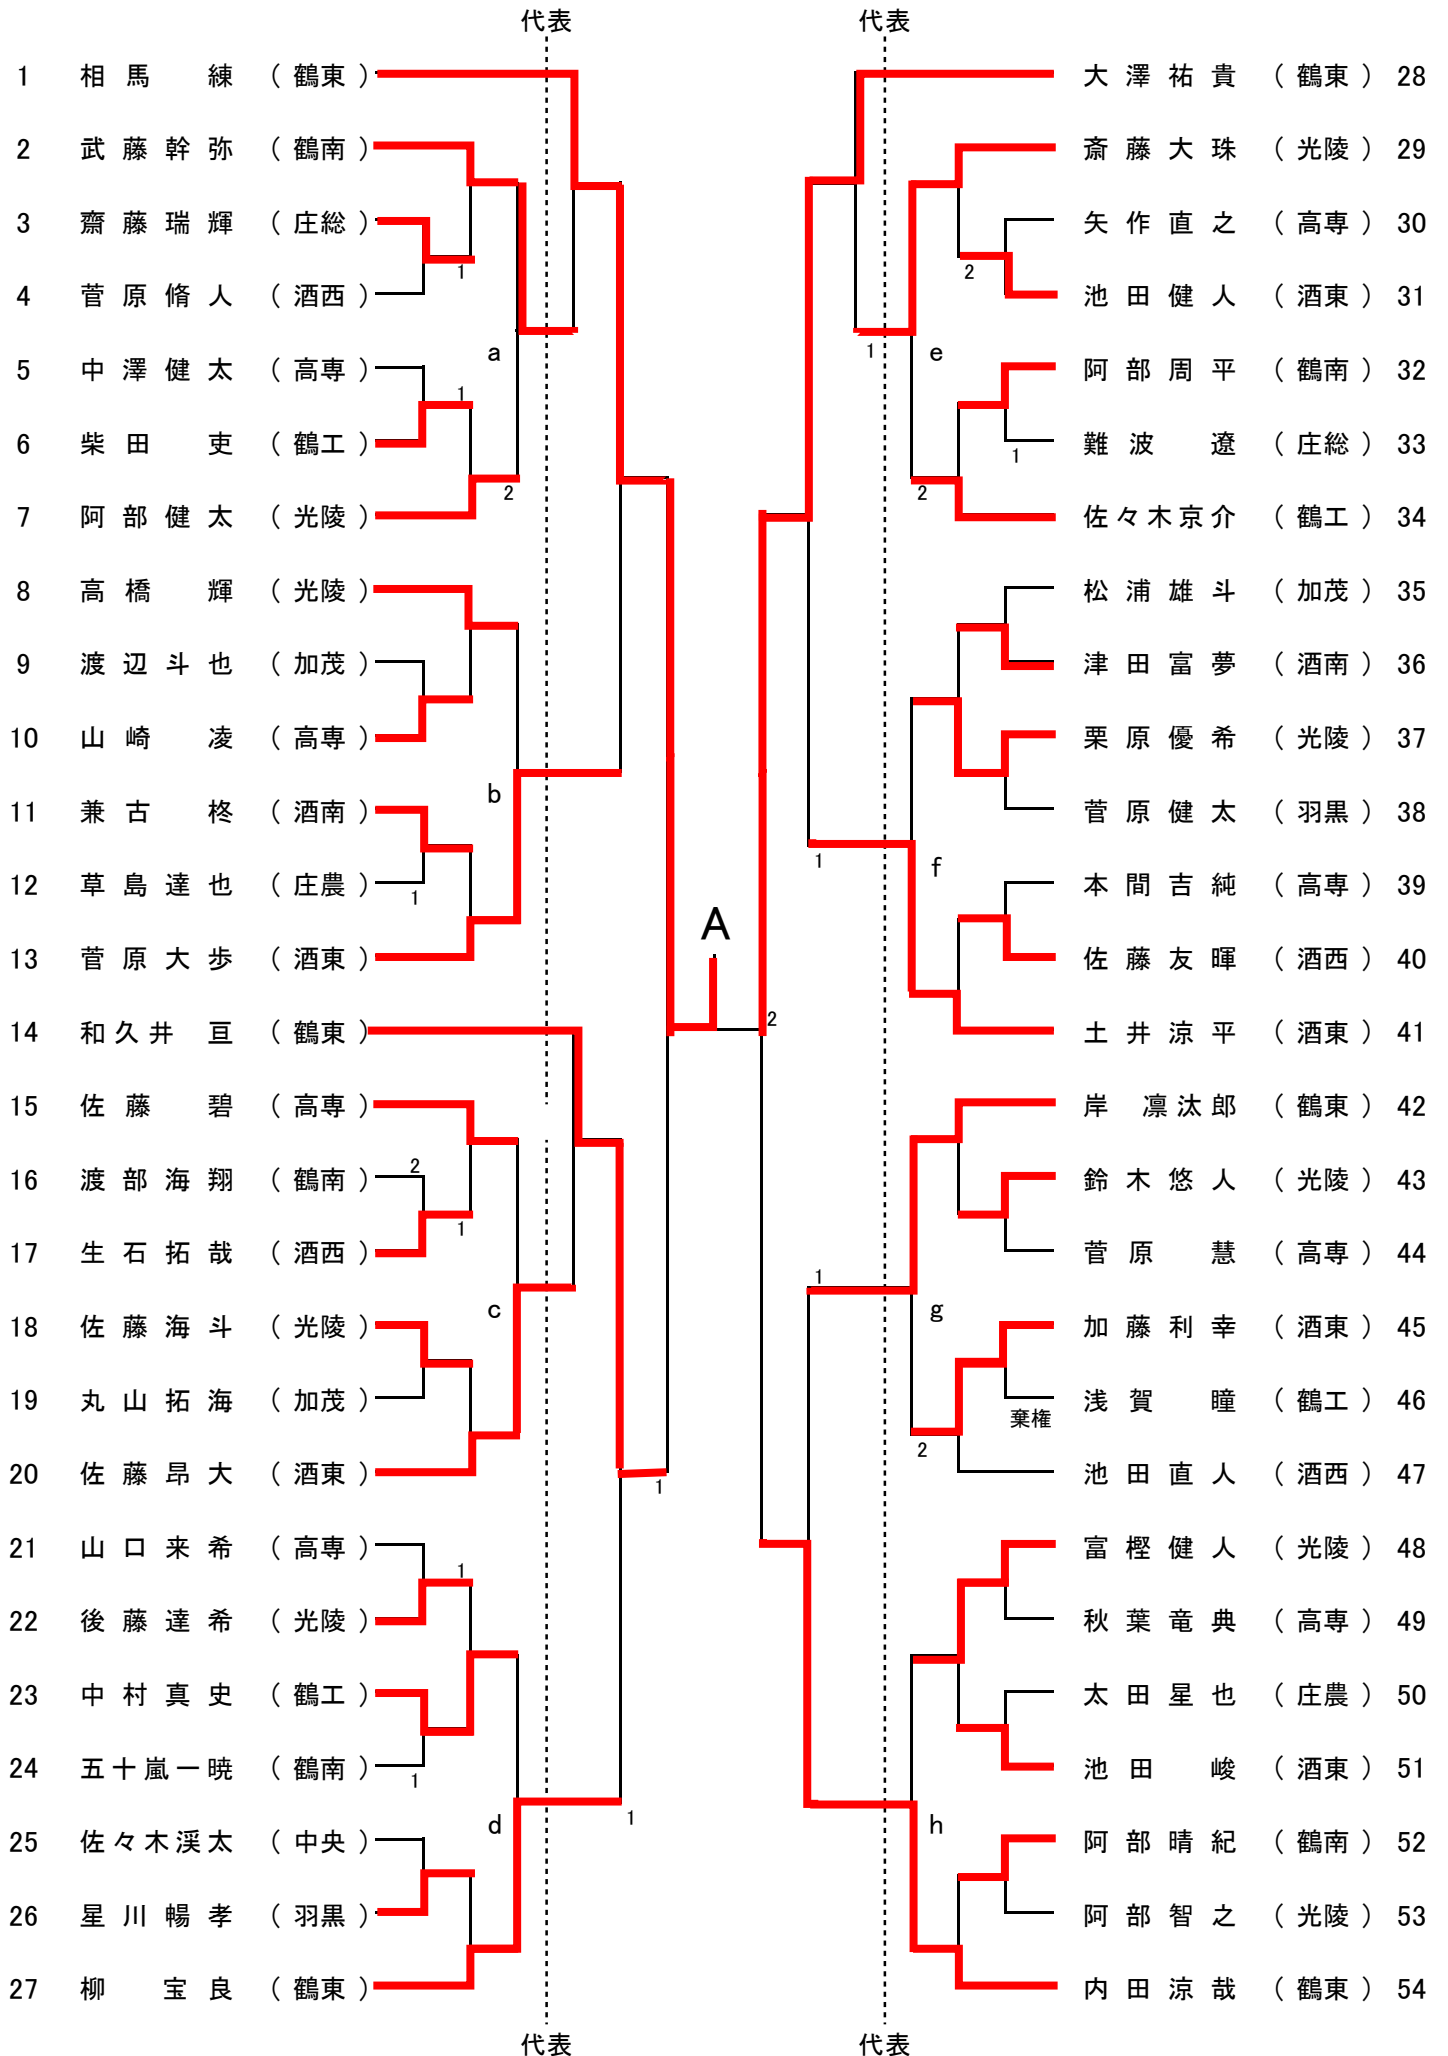 代表 代表
1 相馬 練 （鶴東） 大澤祐貴 （鶴東） 28
2 武藤幹弥 （鶴南） 斎藤大珠 （光陵） 29
3 齋藤瑞輝 （庄総） 矢作直之 （高専） 30
1 2
4 菅原脩人 （酒西） 池田健人 （酒東） 31
a 1 e
5 中澤健太 （高専） 阿部周平 （鶴南） 32
1
6 柴田 吏 （鶴工） 難波 遼 （庄総） 33
1
2 2
7 阿部健太 （光陵） 佐々木京介 （鶴工） 34
8 高橋 輝 （光陵） 松浦雄斗 （加茂） 35
9 渡辺斗也 （加茂） 津田富夢 （酒南） 36
10 山崎 凌 （高専） 栗原優希 （光陵） 37
b
11 兼古 柊 （酒南） 菅原健太 （羽黒） 38
1 f
12 草島達也 （庄農） 本間吉純 （高専） 39
1
A
13 菅原大歩 （酒東） 佐藤友暉 （酒西） 40
2
14 和久井 亘 （鶴東） 土井涼平 （酒東） 41
15 佐藤 碧 （高専） 岸 凛汰郎 （鶴東） 42
2
16 渡部海翔 （鶴南） 鈴木悠人 （光陵） 43
1
17 生石拓哉 （酒西） 菅原 慧 （高専） 44
1
c g
18 佐藤海斗 （光陵） 加藤利幸 （酒東） 45
19 丸山拓海 （加茂） 浅賀 瞳 （鶴工） 46
棄権
2
20 佐藤昂大 （酒東） 池田直人 （酒西） 47
1
21 山口来希 （高専） 富樫健人 （光陵） 48
1
22 後藤達希 （光陵） 秋葉竜典 （高専） 49
23 中村真史 （鶴工） 太田星也 （庄農） 50
24 五十嵐一暁 （鶴南） 池田 峻 （酒東） 51
1
d 1 h
25 佐々木渓太 （中央） 阿部晴紀 （鶴南） 52
26 星川暢孝 （羽黒） 阿部智之 （光陵） 53
27 柳 宝良 （鶴東） 内田涼哉 （鶴東） 54
代表 代表